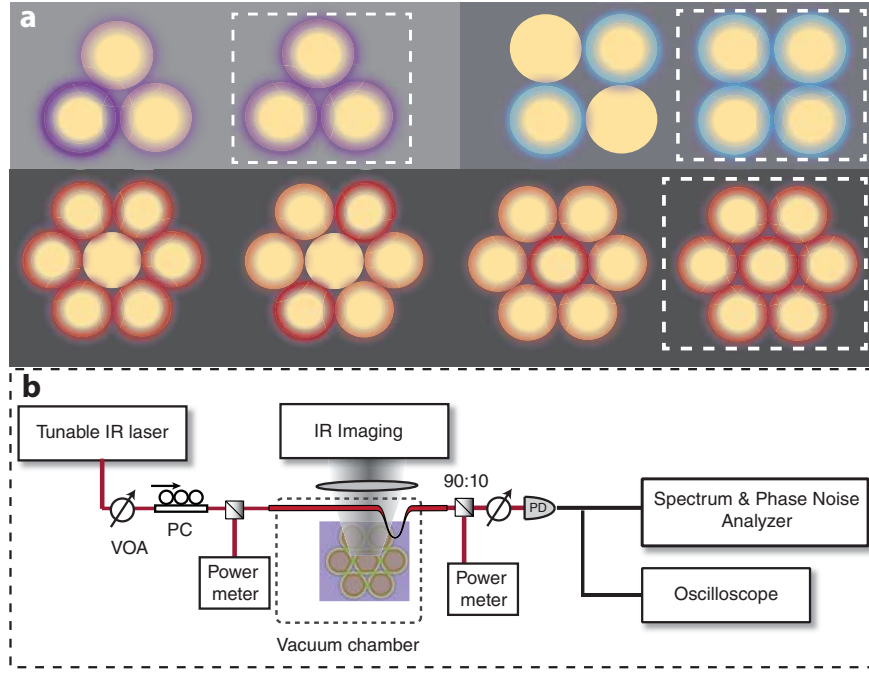 a
b
Tunable IR laser
IR Imaging
90:10
PD
Spectrum & Phase Noise
Analyzer
VOA
PC
Power
meter
Power
meter
Oscilloscope
Vacuum chamber